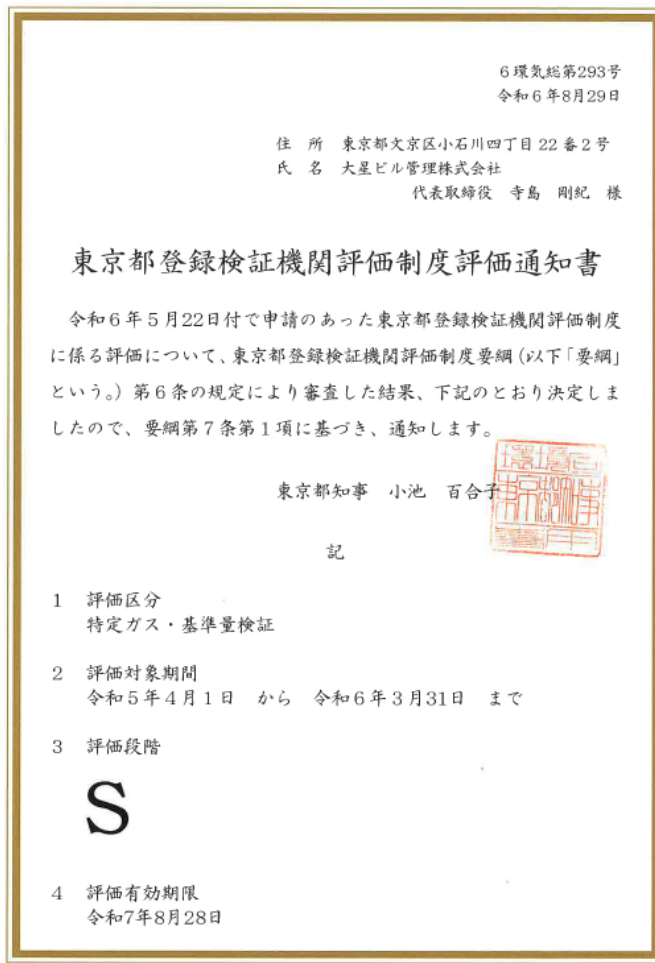 6環気総第293号
令和6年8月29日
住 所 東京都文京区小石川四丁目22番2号
氏 名 大星ビル管理株式会社
代表取締役 寺島 剛紀 様
東京都登録検証機関評価制度評価通知書
令和6年5月22日付で申請のあった東京都登録検証機関評価制度
に係る評価について、東京都登録検証機関評価制度要綱(以下「要綱」
という。)第6条の規定により審査した結果、下記のとおり決定しま
したので、要綱第7条第1項に基づき、通知します。
東京都知事 小池 百合子
記
1 評価区分
特定ガス・基準量検証
2 評価対象期間
令和5年4月1日 から 令和6年3月31日 まで
3 評価段階
S
4 評価有効期限
令和7年8月28日